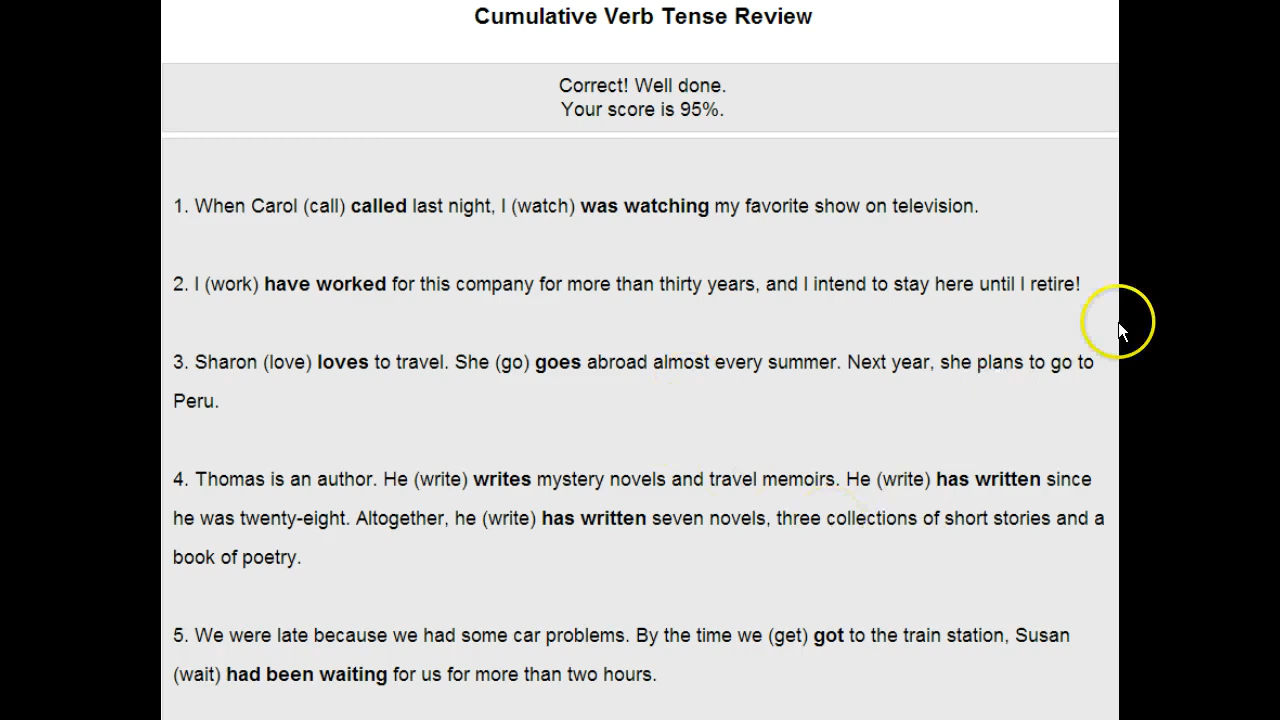 Cumulative Verb Tense Review
Correct! Well done.
Your score is 95%.
1. When Carol (call) called last night, I (watch) was watching my favorite show on television.
2. I (work) have worked for this company for more than thirty years, and I intend to stay here until I retire!
3. Sharon (love) loves to travel. She (go) goes abroad almost every summer. Next year, she plans to go to
Peru.
4. Thomas is an author. He (write) writes mystery novels and travel memoirs. He (write) has written since
he was twenty-eight. Altogether, he (write) has written seven novels, three collections of short stories and a
book of poetry.
5. We were late because we had some car problems. By the time we (get) got to the train station, Susan
(wait) had been waiting for us for more than two hours.